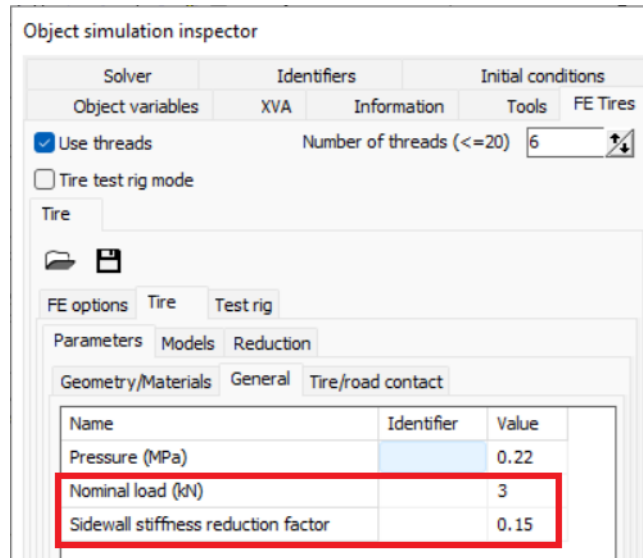 Object simulation inspector
Solver Identifiers Initial conditions
Object variables XVA Information Tools FE Tires
Use threads Number of threads (<=20) 6
Tire test rig mode
Tire
FE options Tire Test rig
Parameters Models Reduction
Geometry/Materials General Tire/road contact
Name Identifier Value
Pressure (MPa) 0.22
Nominal load (kN) 3
Sidewall stiffness reduction factor 0.15